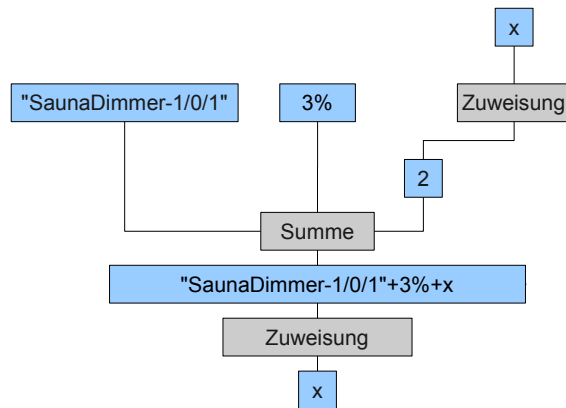 x
"SaunaDimmer-1/0/1"
3%
Zuweisung
2
Summe
"SaunaDimmer-1/0/1"+3%+x
Zuweisung
x